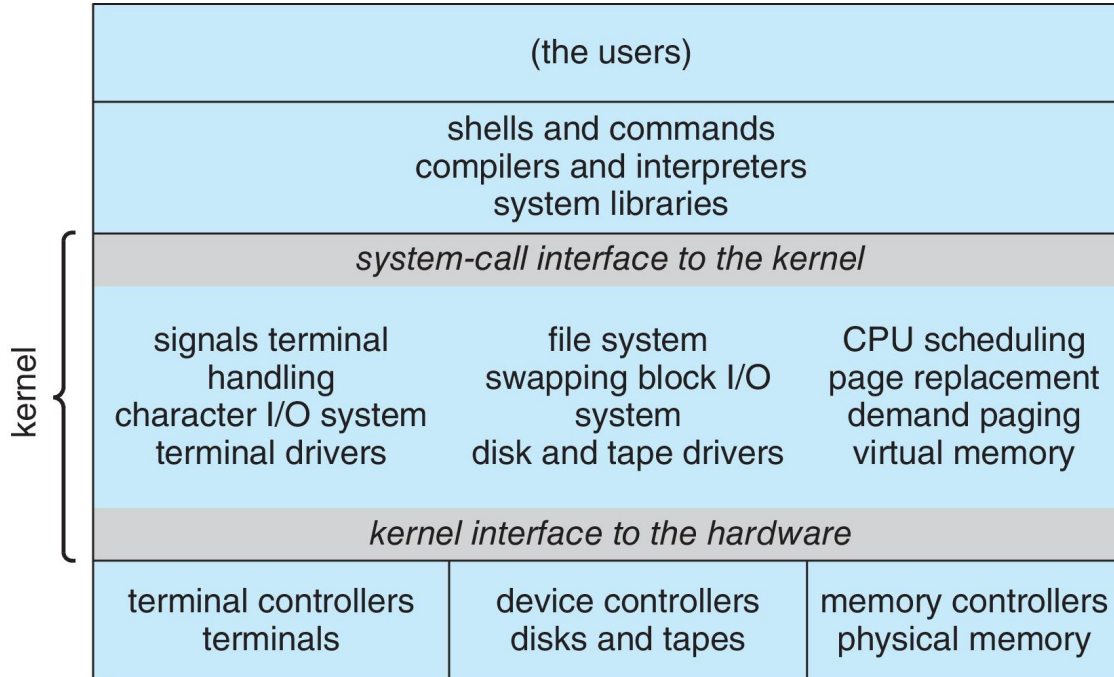 (the users)
shells and commands
compilers and interpreters
system libraries
kernel
system-call interface to the kernel
signals terminal
handling
character I/O system
terminal drivers
file system
swapping block I/O
system
disk and tape drivers
CPU scheduling
page replacement
demand paging
virtual memory
kernel interface to the hardware
terminal controllers
terminals
device controllers
disks and tapes
memory controllers
physical memory